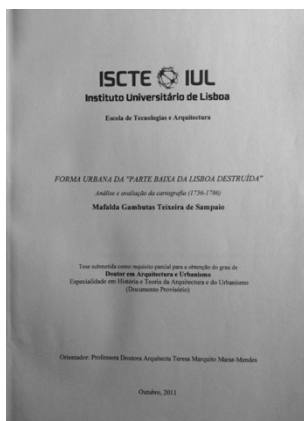 ISCTE IUL
Instituto Universitário de Lisboa
Escola de Tecnologias e Arquitectura
FORMA URBANA DA "PARTE BAIXA DA LISBOA DESTRUÍDA"
Análise e avaliação da cartografia (1756-1786)
Mafalda Gambutas Teixeira de Sampaio
Tese submetida como requisito parcial para a obtenção do grau de
Doutor em Arquitectura e Urbanismo
Especialidade em História e Teoria da Arquitectura e do Urbanismo
(Documento Provisório)
Orientador: Professora Doutora Arquitecta Teresa Marquito Marat-Mendes
Outubro, 2011